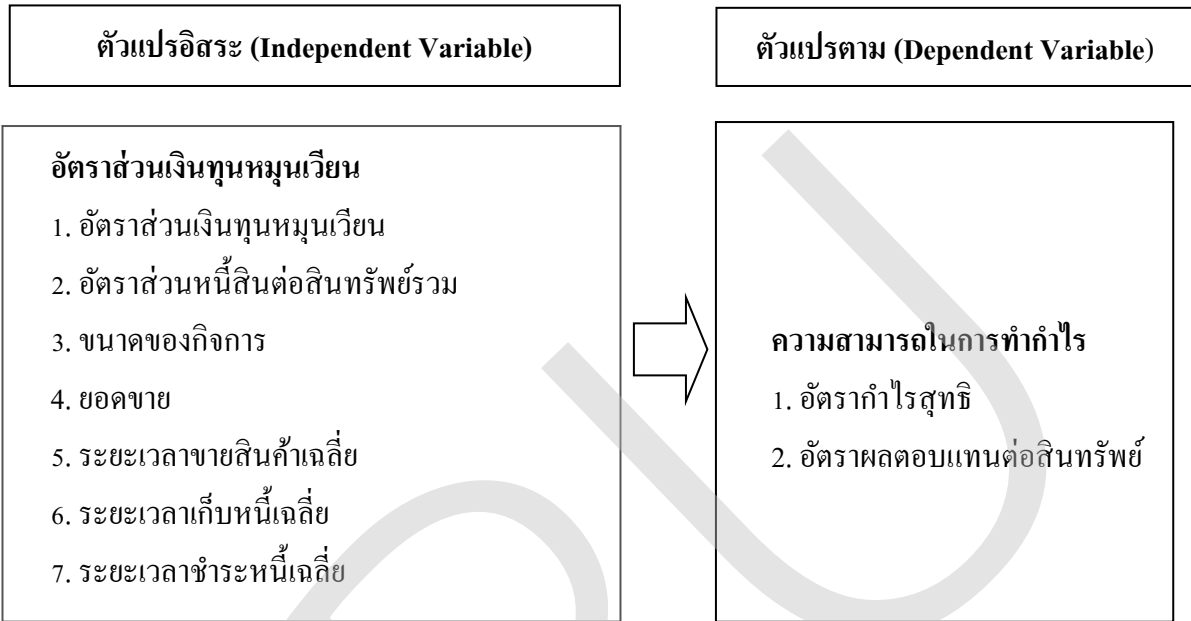 ตัวแปรอิสระ (Independent Variable)
อัตราส่วนเงินทุนหมุนเวียน
1. อัตราส่วนเงินทุนหมุนเวียน
2. อัตราส่วนหนี้สินต่อสินทรัพย์รวม
3. ขนาดของกิจการ
4. ยอดขาย
5. ระยะเวลาขายสินค้าเฉลี่ย
6. ระยะเวลาเก็บหนี้เฉลี่ย
7. ระยะเวลาชำระหนี้เฉลี่ย
ตัวแปรตาม (Dependent Variable)
ความสามารถในการทำกำไร
1. อัตรากำไรสุทธิ
2. อัตราผลตอบแทนต่อสินทรัพย์